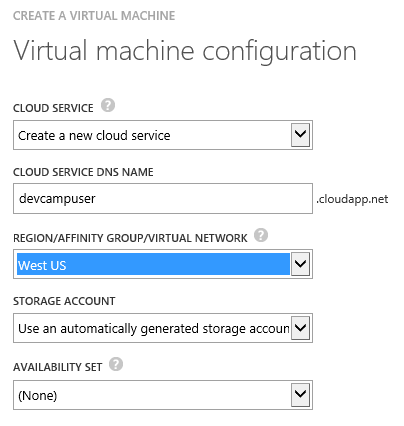 CREATE A VIRTUAL MACHINE
Virtual machine configuration
CLOUD SERVICE ?
Create a new cloud service
CLOUD SERVICE DNS NAME
devcampuser .cloudapp.net
REGION/AFFINITY GROUP/VIRTUAL NETWORK ?
West US
STORAGE ACCOUNT
Use an automatically generated storage accoun
AVAILABILITY SET ?
(None)